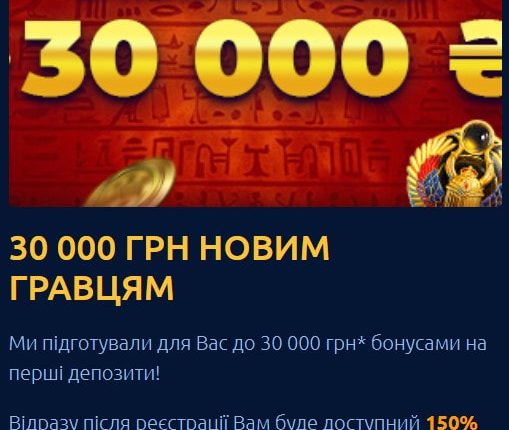 30 000 ₴
30 000 ГРН НОВИМ
ГРАВЦЯМ
Ми підготували для Вас до 30 000 грн* бонусами на
перші депозити!
Відразу після реєстрації Вам буде доступний 150%